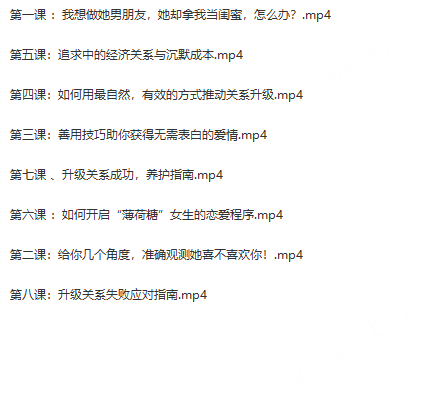 第一课 ：我想做她男朋友，她却拿我当闺蜜，怎么办？.mp4
第五课：追求中的经济关系与沉默成本.mp4
第四课：如何用最自然，有效的方式推动关系升级.mp4
第三课：善用技巧助你获得无需表白的爱情.mp4
第七课 、升级关系成功，养护指南.mp4
第六课 ：如何开启“薄荷糖”女生的恋爱程序.mp4
第二课：给你几个角度，准确观测她喜不喜欢你！.mp4
第八课：升级关系失败应对指南.mp4